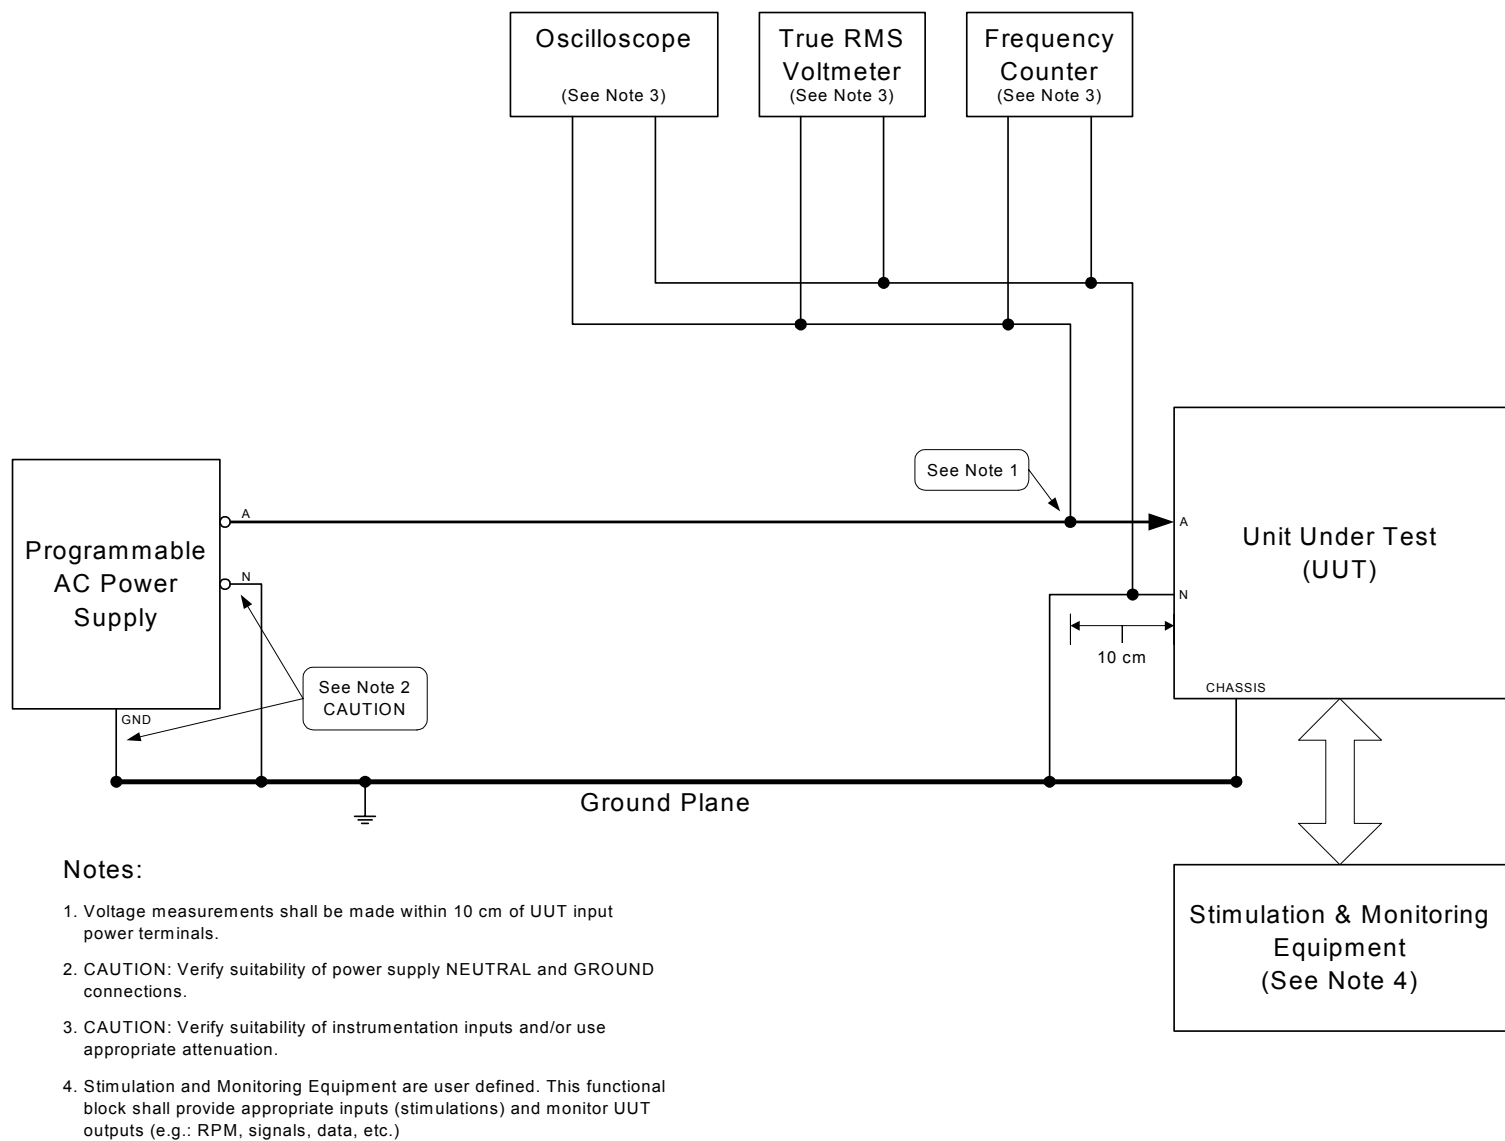 Oscilloscope
(See Note 3)
True RMS
Voltmeter
(See Note 3)
Frequency
Counter
(See Note 3)
See Note 1
Programmable
AC Power
Supply
A
N
GND
See Note 2
CAUTION
A
N
Unit Under Test
(UUT)
10 cm
CHASSIS
Ground Plane
Stimulation & Monitoring
Equipment
(See Note 4)
Notes:
1. Voltage measurements shall be made within 10 cm of UUT input
power terminals.
2. CAUTION: Verify suitability of power supply NEUTRAL and GROUND
connections.
3. CAUTION: Verify suitability of instrumentation inputs and/or use
appropriate attenuation.
4. Stimulation and Monitoring Equipment are user defined. This functional
block shall provide appropriate inputs (stimulations) and monitor UUT
outputs (e.g.: RPM, signals, data, etc.)